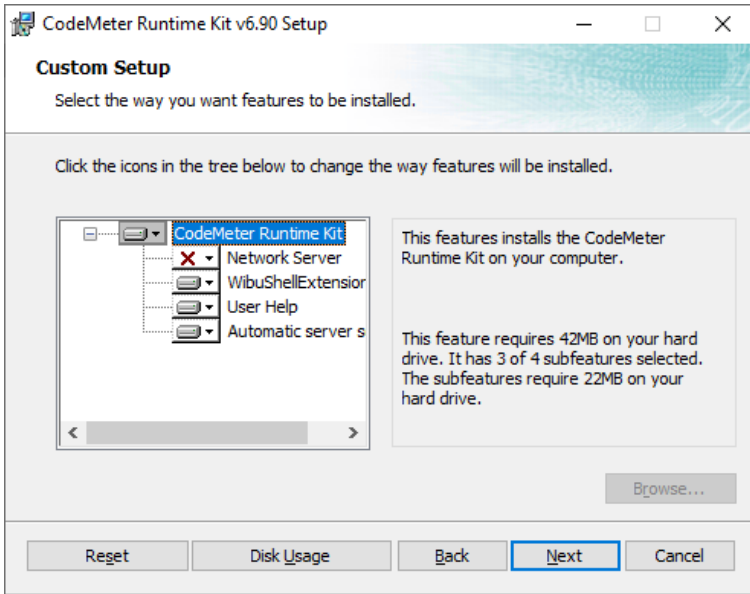 CodeMeter Runtime Kit v6.90 Setup
Custom Setup
Select the way you want features to be installed.
Click the icons in the tree below to change the way features will be installed.
CodeMeter Runtime Kit
Network Server
WibuShellExtension
User Help
Automatic server s
This features installs the CodeMeter
Runtime Kit on your computer.
This feature requires 42MB on your hard
drive. It has 3 of 4 subfeatures selected.
The subfeatures require 22MB on your
hard drive.
Browse...
Reset
Disk Usage
Back
Next
Cancel